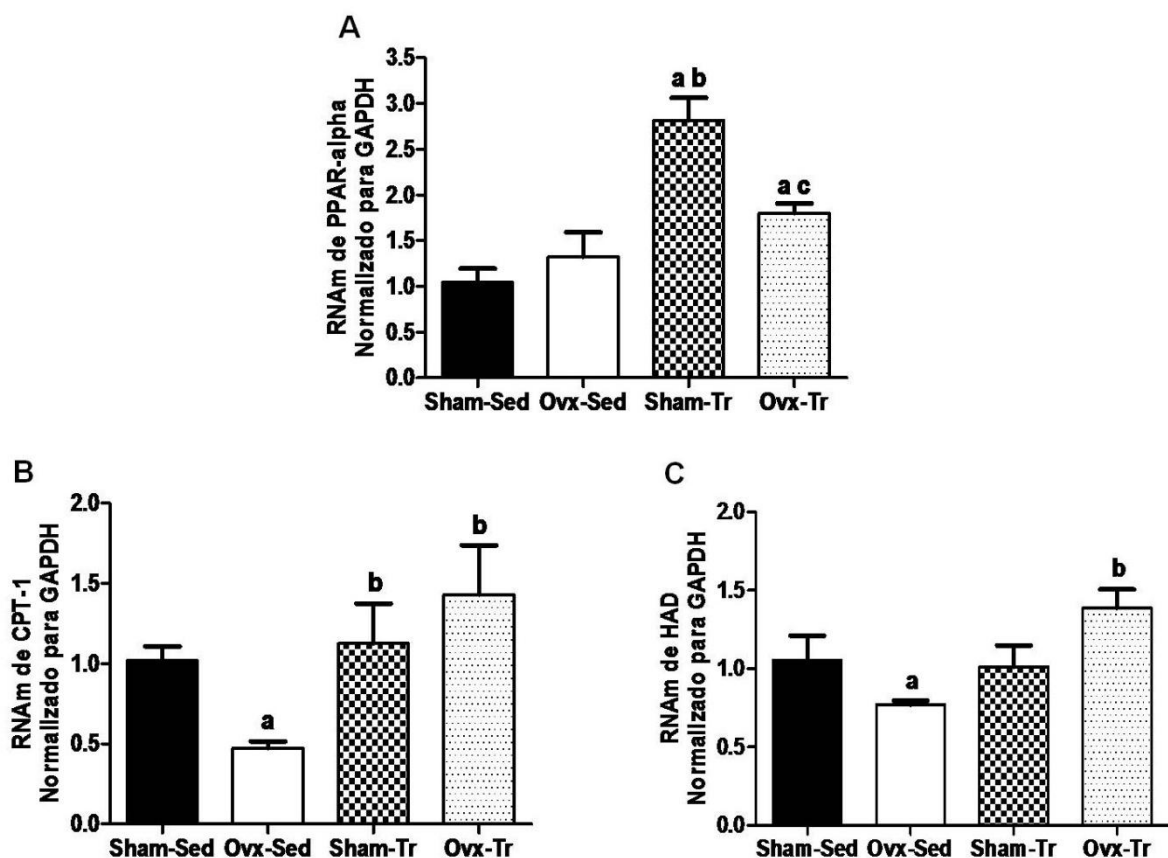 A
RNAm de PPAR-alpha
Normalizado para GAPDH
3.5
3.0
2.5
2.0
1.5
1.0
0.5
0.0
a b
a c
Sham-Sed Ovx-Sed Sham-Tr Ovx-Tr
B
RNAm de CPT-1
Normalizado para GAPDH
2.0
1.5
1.0
0.5
0.0
a
b
b
Sham-Sed Ovx-Sed Sham-Tr Ovx-Tr
C
RNAm de HAD
Normalizado para GAPDH
2.0
1.5
1.0
0.5
0.0
a
b
Sham-Sed Ovx-Sed Sham-Tr Ovx-Tr